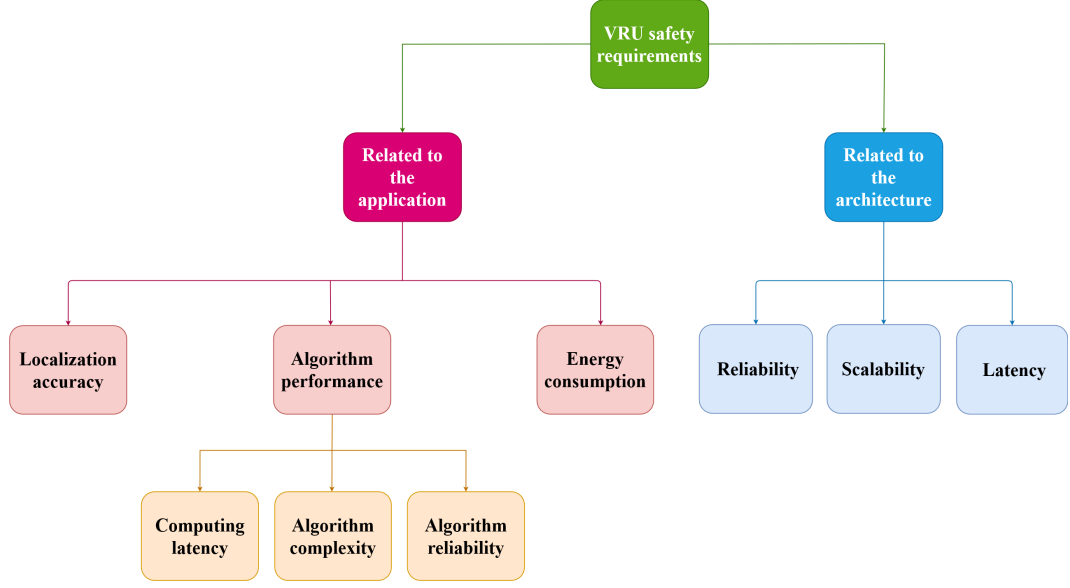 VRU safety
requirements
Related to
the
application
Related to
the
architecture
Localization
accuracy
Algorithm
performance
Energy
consumption
Reliability
Scalability
Latency
Computing
latency
Algorithm
complexity
Algorithm
reliability